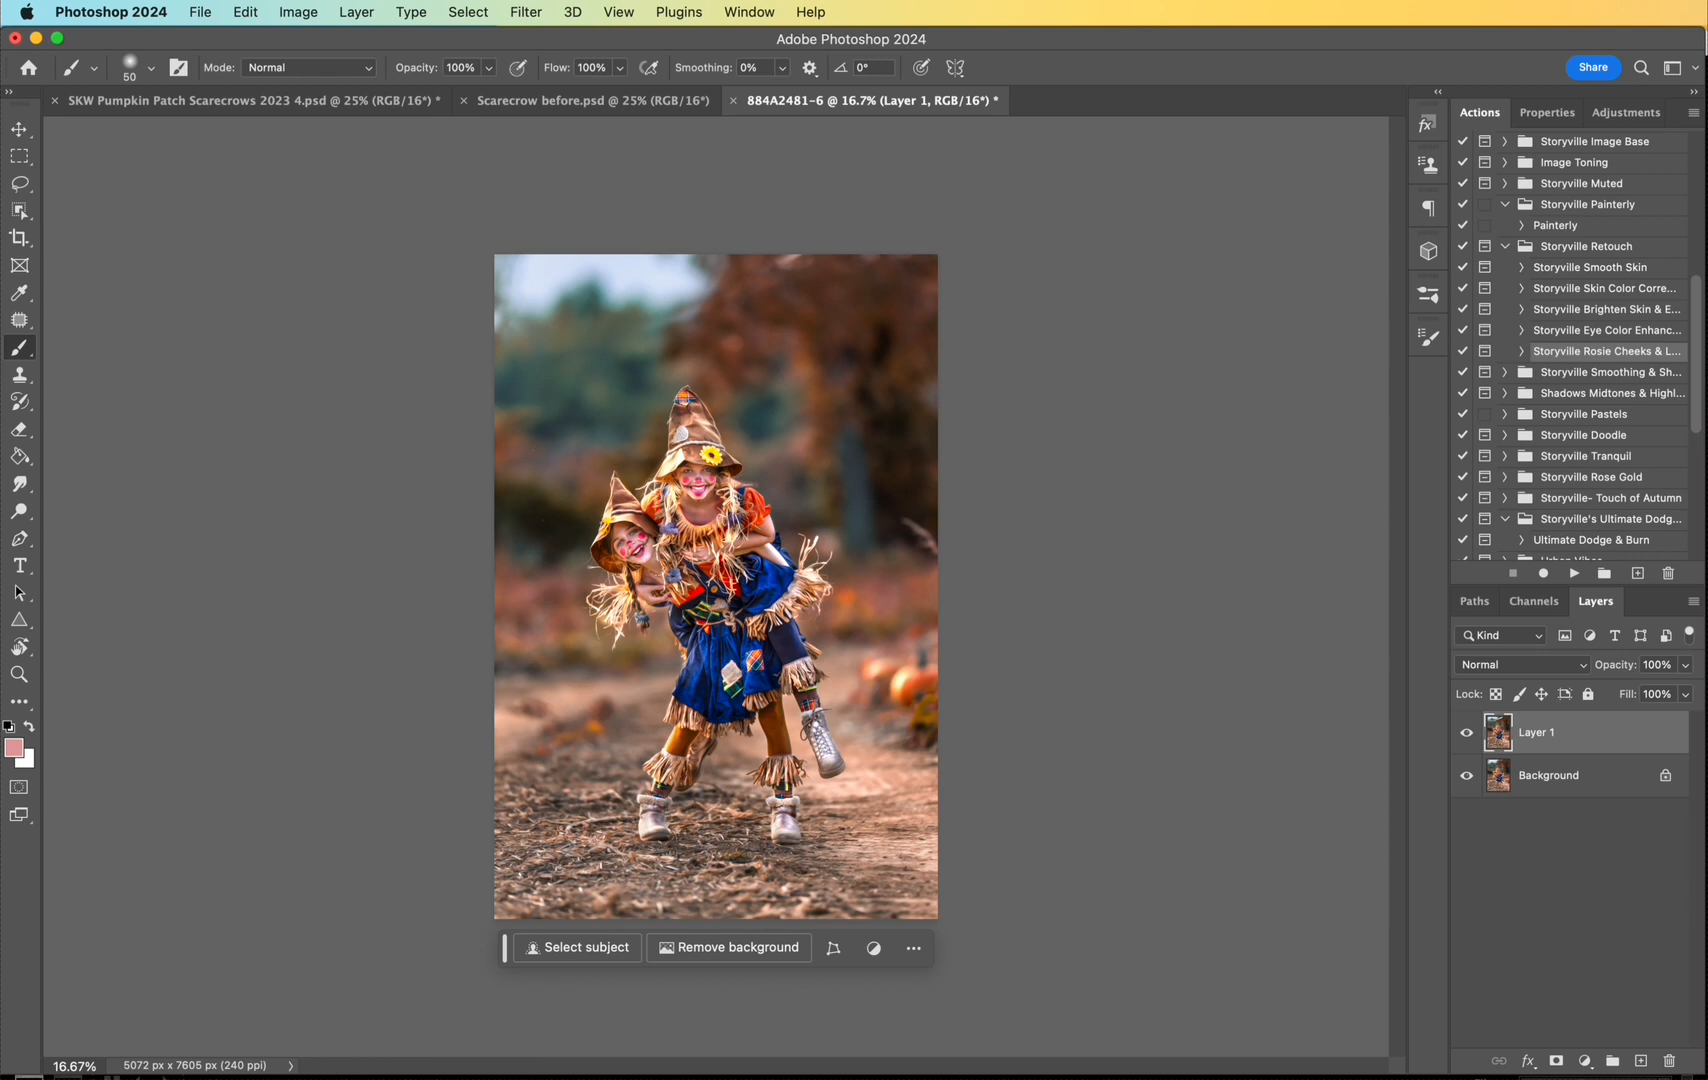 Photoshop 2024 File Edit Image Layer Type Select Filter 3D View Plugins Window Help
Adobe Photoshop 2024
50 Mode: Normal Opacity: 100% Flow: 100% Smoothing: 0% 0° Share
SKW Pumpkin Patch Scarecrows 2023 4.psd @ 25% (RGB/16*) * Scarecrow before.psd @ 25% (RGB/16*) 884A2481-6 @ 16.7% (Layer 1, RGB/16*) *
Actions Properties Adjustments
Storyville Image Base
Image Toning
Storyville Muted
Storyville Painterly
Painterly
Storyville Retouch
Storyville Smooth Skin
Storyville Skin Color Corre...
Storyville Brighten Skin & E...
Storyville Eye Color Enhanc...
Storyville Rosie Cheeks & L...
Storyville Smoothing & Sh...
Shadows Midtones & Highl...
Storyville Pastels
Storyville Doodle
Storyville Tranquil
Storyville Rose Gold
Storyville- Touch of Autumn
Storyville's Ultimate Dodg...
Ultimate Dodge & Burn
Paths Channels Layers
Kind
Normal Opacity: 100%
Lock: Fill: 100%
Layer 1
Background
Select subject Remove background
16.67% 5072 px x 7605 px (240 ppi)